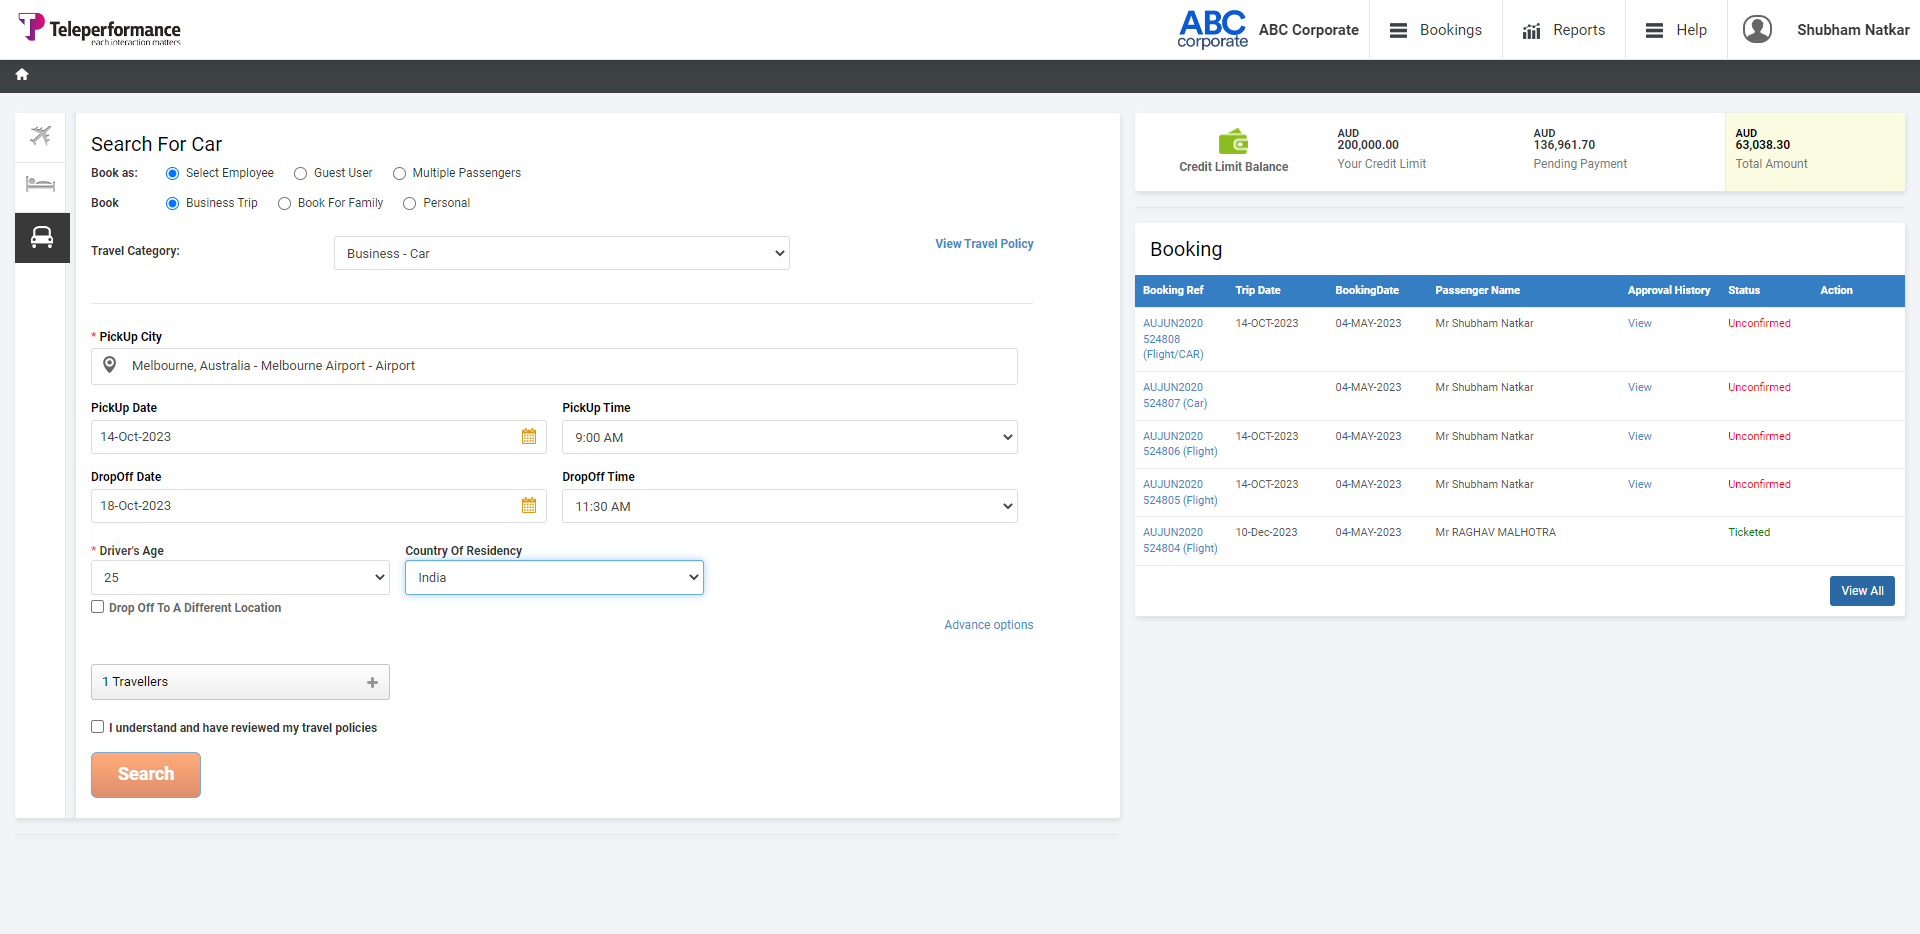 Teleperformance
each interaction matters
ABC
corporate
ABC Corporate
Bookings
Reports
Help
Shubham Natkar
Search For Car
Book as: Select Employee Guest User Multiple Passengers
Book Business Trip Book For Family Personal
Travel Category: Business - Car View Travel Policy
* PickUp City
Melbourne, Australia - Melbourne Airport - Airport
PickUp Date PickUp Time
14-Oct-2023 9:00 AM
DropOff Date DropOff Time
18-Oct-2023 11:30 AM
* Driver's Age Country Of Residency
25 India
Drop Off To A Different Location
Advance options
1 Travellers
I understand and have reviewed my travel policies
Search
Credit Limit Balance
AUD
200,000.00
Your Credit Limit
AUD
136,961.70
Pending Payment
AUD
63,038.30
Total Amount
Booking
Booking Ref Trip Date BookingDate Passenger Name Approval History Status Action
AUJUN2020 14-OCT-2023 04-MAY-2023 Mr Shubham Natkar View Unconfirmed
524808
(Flight/CAR)
AUJUN2020 04-MAY-2023 Mr Shubham Natkar View Unconfirmed
524807 (Car)
AUJUN2020 14-OCT-2023 04-MAY-2023 Mr Shubham Natkar View Unconfirmed
524806 (Flight)
AUJUN2020 14-OCT-2023 04-MAY-2023 Mr Shubham Natkar View Unconfirmed
524805 (Flight)
AUJUN2020 10-Dec-2023 04-MAY-2023 Mr RAGHAV MALHOTRA Ticketed
524804 (Flight)
View All